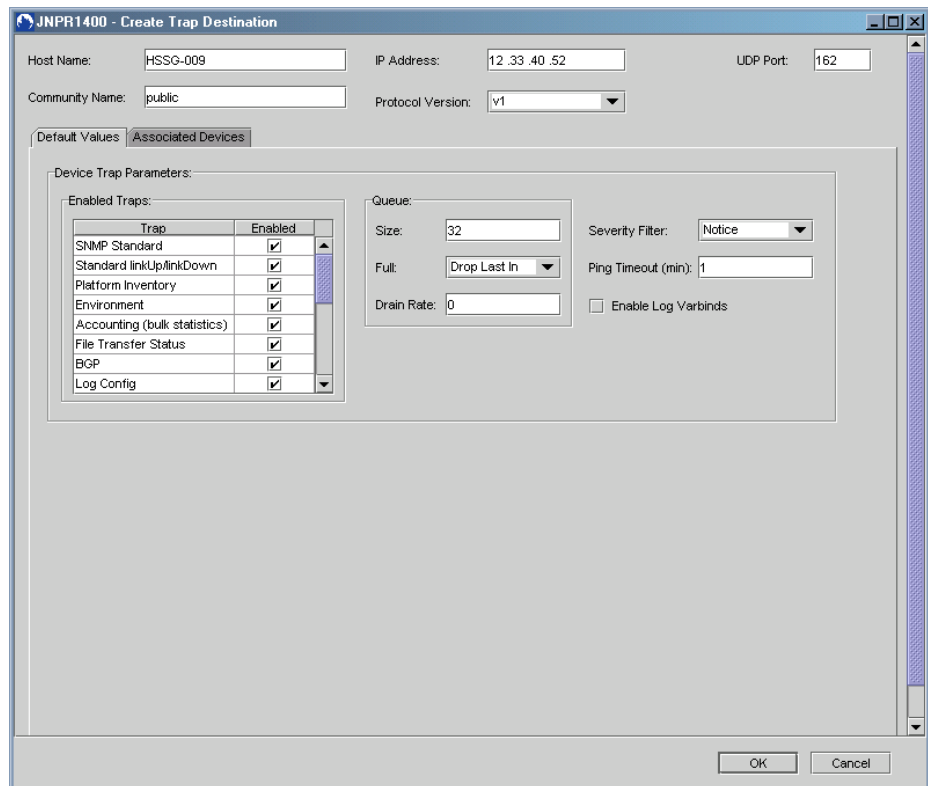 JNPR1400 - Create Trap Destination
Host Name: HSSG-009 IP Address: 12 .33 .40 .52 UDP Port: 162
Community Name: public Protocol Version: v1
Default Values Associated Devices
Device Trap Parameters:
Enabled Traps: Queue:
Trap Enabled
SNMP Standard
Standard linkUp/linkDown
Platform Inventory
Environment
Accounting (bulk statistics)
File Transfer Status
BGP
Log Config
Size: 32 Severity Filter: Notice
Full: Drop Last In Ping Timeout (min): 1
Drain Rate: 0 Enable Log Varbinds
OK Cancel